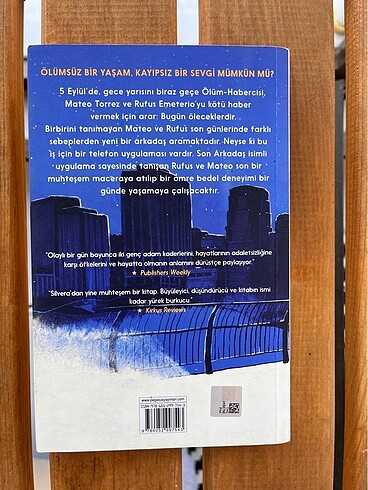 ÖLÜMSÜZ BİR YAŞAM, KAYIPSIZ BİR SEVGİ MÜMKÜN MÜ?
5 Eylül'de, gece yarısını biraz geçe Ölüm-Habercisi,
Mateo Torrez ve Rufus Emeterio'yu kötü haber
vermek için arar: Bugün öleceklerdir.
Birbirini tanımayan Mateo ve Rufus son günlerinde farklı
sebeplerden yeni bir arkadaş aramaktadır. Neyse ki bu
iş için bir telefon uygulaması vardır. Son Arkadaş isimli
uygulama sayesinde tanışan Rufus ve Mateo son bir
muhteşem maceraya atılıp bir ömre bedel deneyimi bir
günde yaşamaya çalışacaktır.
"Olaylı bir gün boyunca iki genç adam kaderlerini, hayatlarının adaletsizliğine
karşı öfkelerini ve hayatta olmanın anlamını dürüstçe paylaşıyor."
★ Publishers Weekly
"Silvera'dan yine muhteşem bir kitap. Büyüleyici, düşündürücü ve kitabın ismi
kadar yürek burkucu."
★ Kirkus Reviews
www.pegasusyayinlari.com